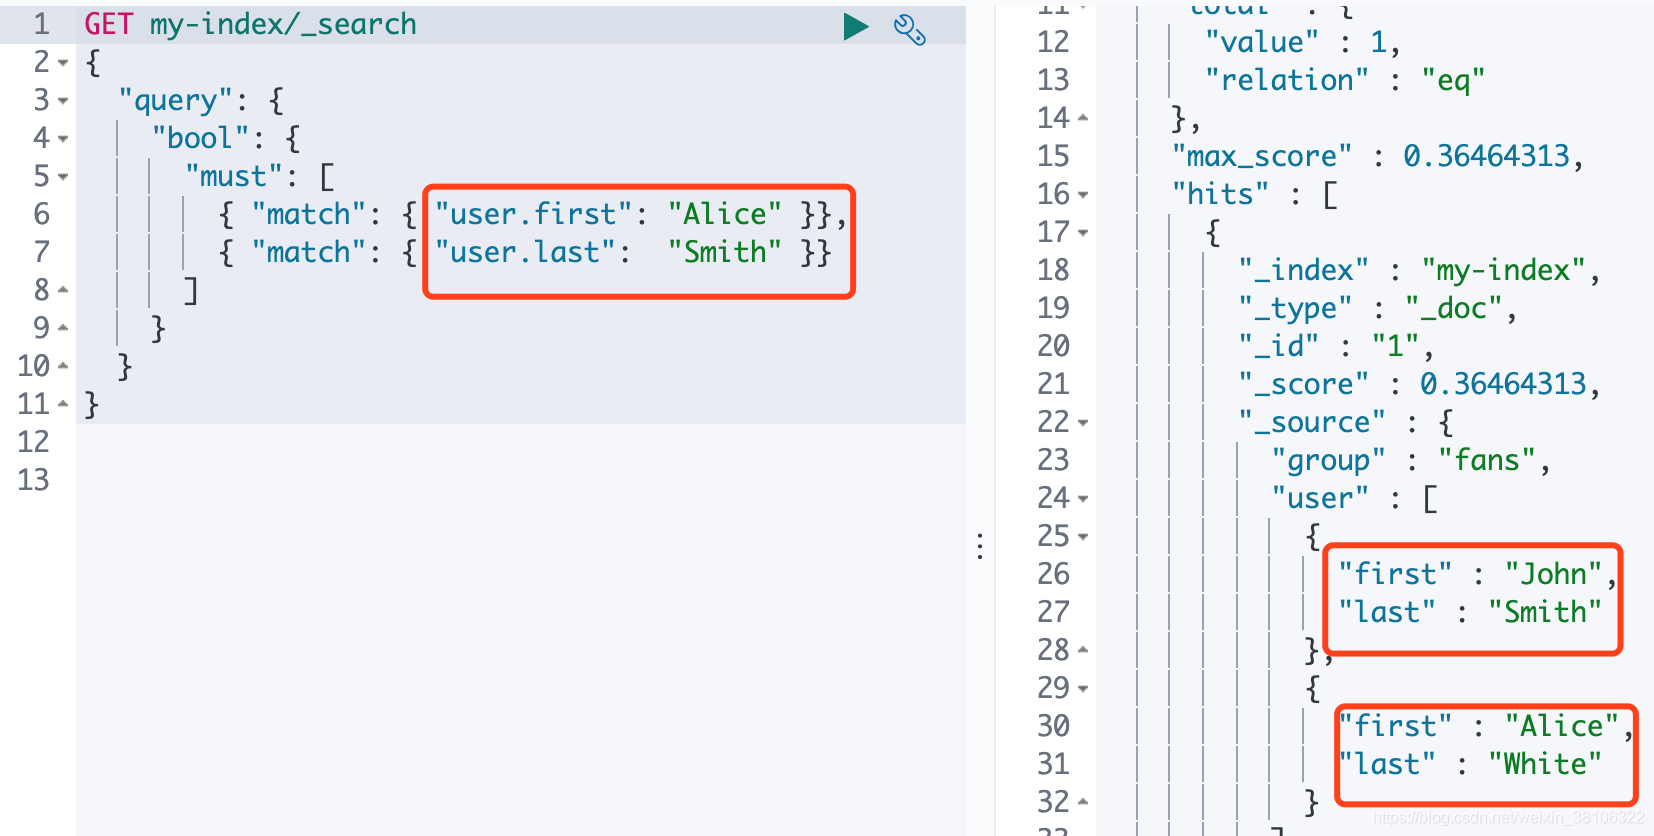 1 GET my-index/_search
2 {
3 "query": {
4 "bool": {
5 "must": [
6 { "match": { "user.first": "Alice" }},
7 { "match": { "user.last": "Smith" }}
8 ]
9 }
10 }
11 }
12
13
11 "total" : {
12 "value" : 1,
13 "relation" : "eq"
14 },
15 "max_score" : 0.36464313,
16 "hits" : [
17 {
18 "_index" : "my-index",
19 "_type" : "_doc",
20 "_id" : "1",
21 "_score" : 0.36464313,
22 "_source" : {
23 "group" : "fans",
24 "user" : [
25 {
26 "first" : "John",
27 "last" : "Smith"
28 },
29 {
30 "first" : "Alice",
31 "last" : "White"
32 }
33 ]
https://blog.csdn.net/weixin_38106322